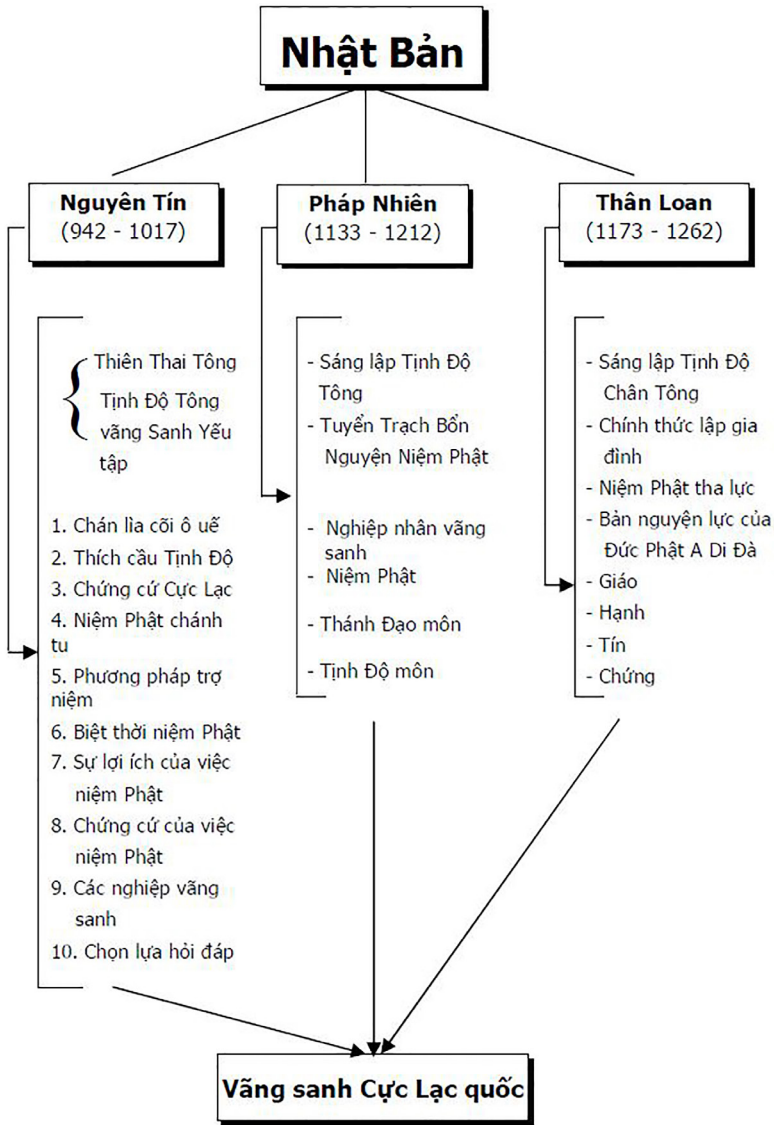 Nhật Bản
Nguyên Tín
(942 - 1017)
Thiên Thai Tông
Tịnh Độ Tông
vãng Sanh Yếu
tập
1. Chán lìa cõi ô uế
2. Thích cầu Tịnh Độ
3. Chứng cứ Cực Lạc
4. Niệm Phật chánh
tu
5. Phương pháp trợ
niệm
6. Biệt thời niệm Phật
7. Sự lợi ích của việc
niệm Phật
8. Chứng cứ của việc
niệm Phật
9. Các nghiệp vãng
sanh
10. Chọn lựa hỏi đáp
Pháp Nhiên
(1133 - 1212)
- Sáng lập Tịnh Độ
Tông
- Tuyển Trạch Bổn
Nguyện Niệm Phật
- Nghiệp nhân vãng
sanh
- Niệm Phật
- Thánh Đạo môn
- Tịnh Độ môn
Thân Loan
(1173 - 1262)
- Sáng lập Tịnh Độ
Chân Tông
- Chính thức lập gia
đình
- Niệm Phật tha lực
- Bản nguyện lực của
Đức Phật A Di Đà
- Giáo
- Hạnh
- Tín
- Chứng
Vãng sanh Cực Lạc quốc